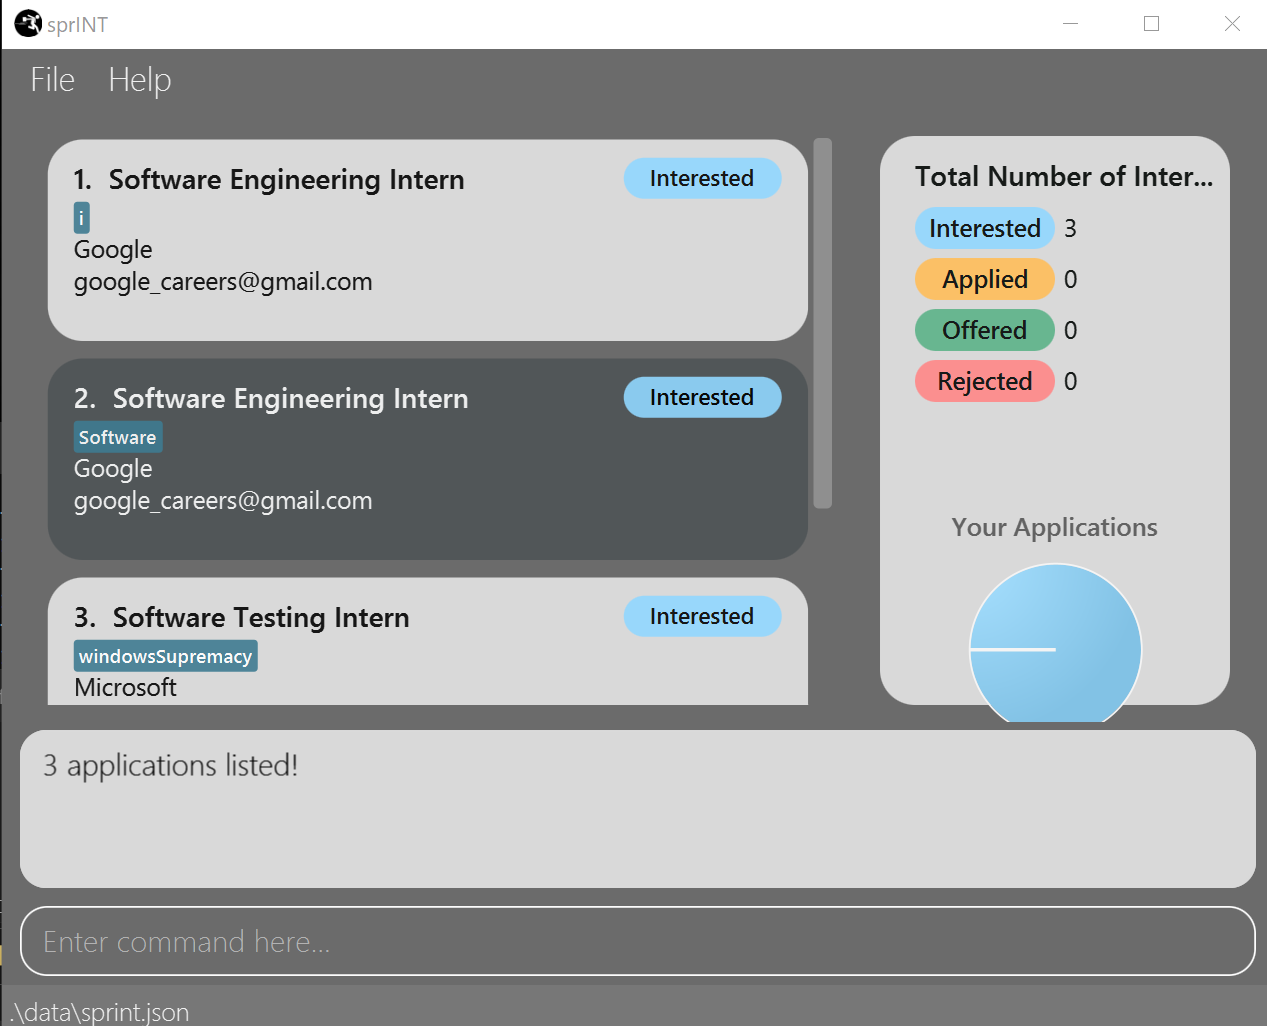 sprINT
File Help
1. Software Engineering Intern
Interested
i
Google
google_careers@gmail.com
2. Software Engineering Intern
Interested
Software
Google
google_careers@gmail.com
3. Software Testing Intern
Interested
windowsSupremacy
Microsoft
Total Number of Inter...
Interested 3
Applied 0
Offered 0
Rejected 0
Your Applications
3 applications listed!
Enter command here...
.\data\sprint.json